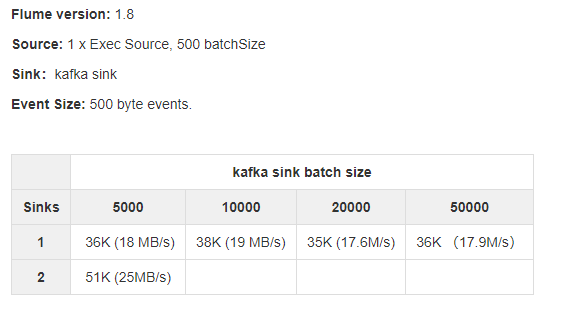 Flume version: 1.8
Source: 1 x Exec Source, 500 batchSize
Sink：kafka sink
Event Size: 500 byte events.
kafka sink batch size
Sinks 5000 10000 20000 50000
1 36K (18 MB/s) 38K (19 MB/s) 35K (17.6M/s) 36K （17.9M/s）
2 51K (25MB/s)